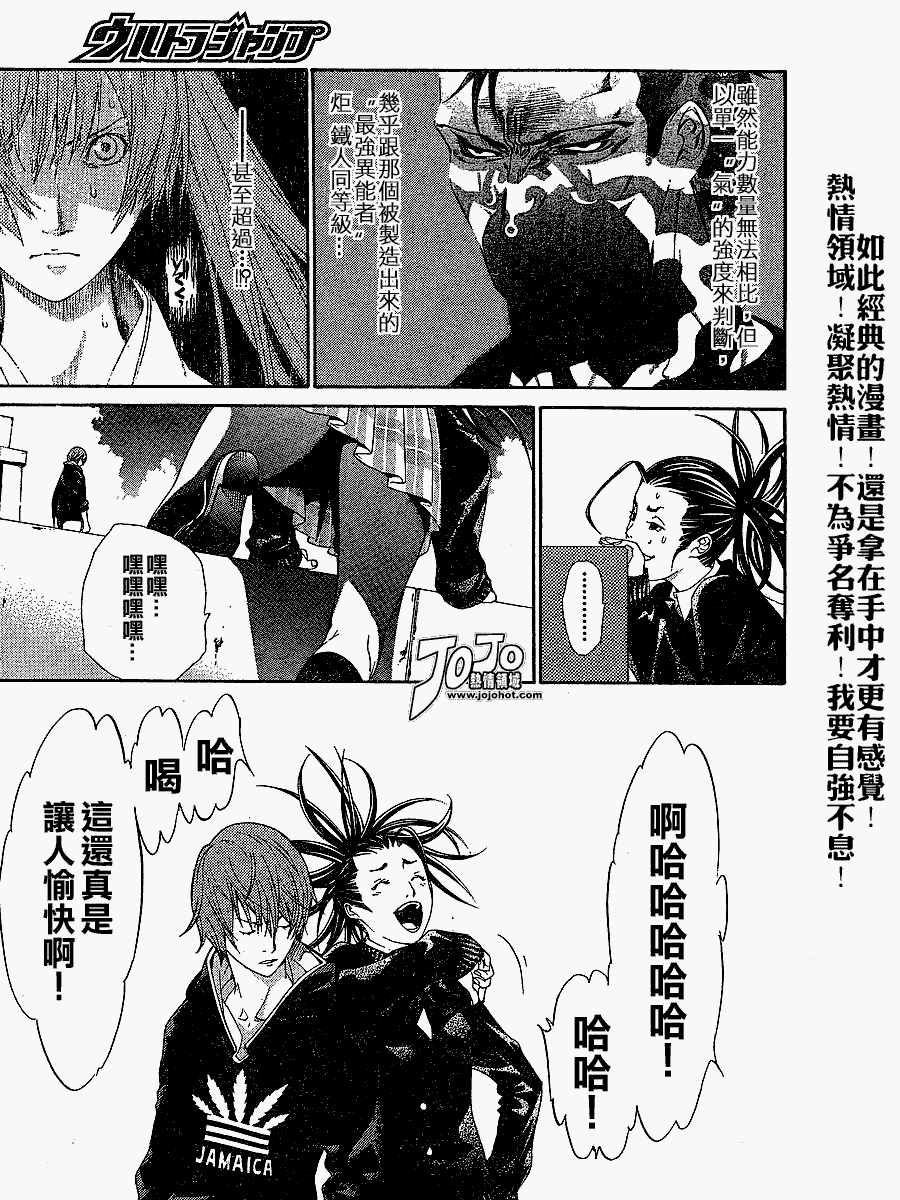 ウルトラジャンプ
雖然能力數量無法相比，但
以單一“氣”的強度來判斷，
幾乎跟那個被製造出來的
“最強異能者”
炬 鐵人同等級…
——甚至超過…!!?
…………
嘿嘿…
嘿嘿嘿嘿…
JOJO
熱情領域
www.jojohot.com
啊哈哈哈哈哈！
哈哈！
哈
喝
這還真是
讓人愉快啊！
JAMAICA
如此經典的漫畫！還是拿在手中才更有感覺！
熱情領域！凝聚熱情！不為爭名奪利！我要自強不息！